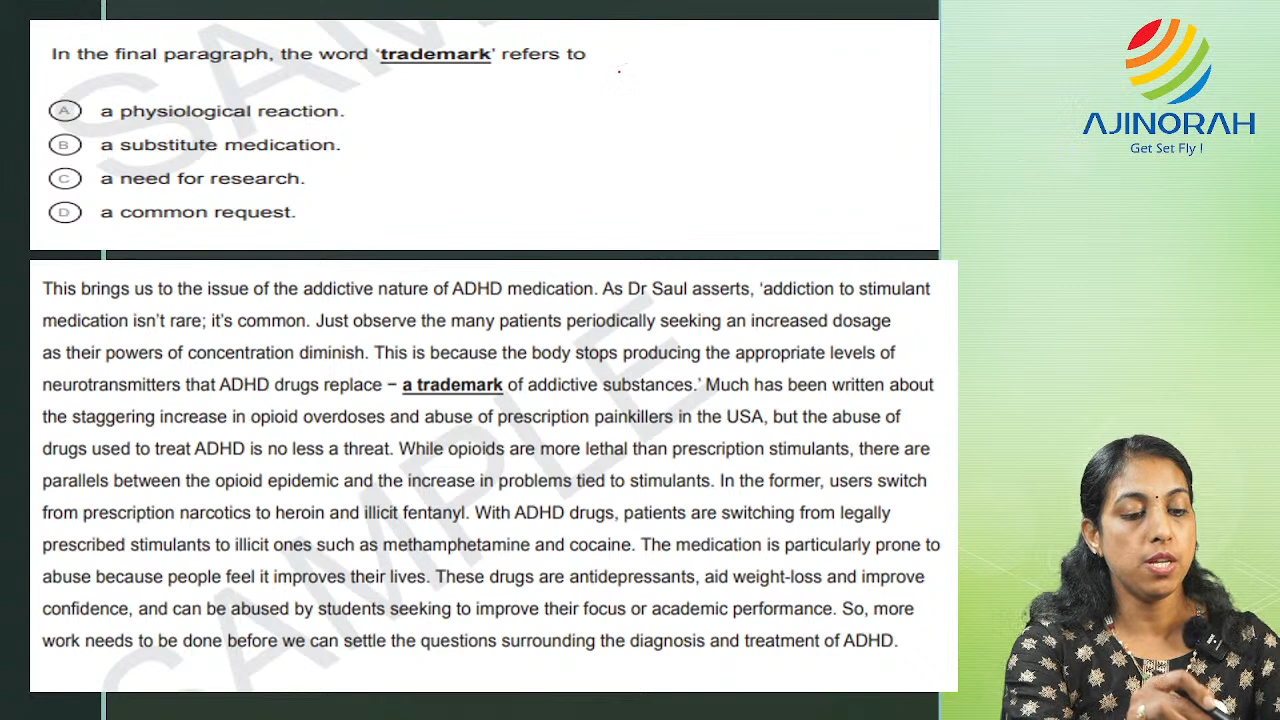 In the final paragraph, the word ‘trademark’ refers to
A a physiological reaction.
B a substitute medication.
C a need for research.
D a common request.
AJINORAH
Get Set Fly !
This brings us to the issue of the addictive nature of ADHD medication. As Dr Saul asserts, ‘addiction to stimulant
medication isn’t rare; it’s common. Just observe the many patients periodically seeking an increased dosage
as their powers of concentration diminish. This is because the body stops producing the appropriate levels of
neurotransmitters that ADHD drugs replace − a trademark of addictive substances.’ Much has been written about
the staggering increase in opioid overdoses and abuse of prescription painkillers in the USA, but the abuse of
drugs used to treat ADHD is no less a threat. While opioids are more lethal than prescription stimulants, there are
parallels between the opioid epidemic and the increase in problems tied to stimulants. In the former, users switch
from prescription narcotics to heroin and illicit fentanyl. With ADHD drugs, patients are switching from legally
prescribed stimulants to illicit ones such as methamphetamine and cocaine. The medication is particularly prone to
abuse because people feel it improves their lives. These drugs are antidepressants, aid weight-loss and improve
confidence, and can be abused by students seeking to improve their focus or academic performance. So, more
work needs to be done before we can settle the questions surrounding the diagnosis and treatment of ADHD.
SAMPLE